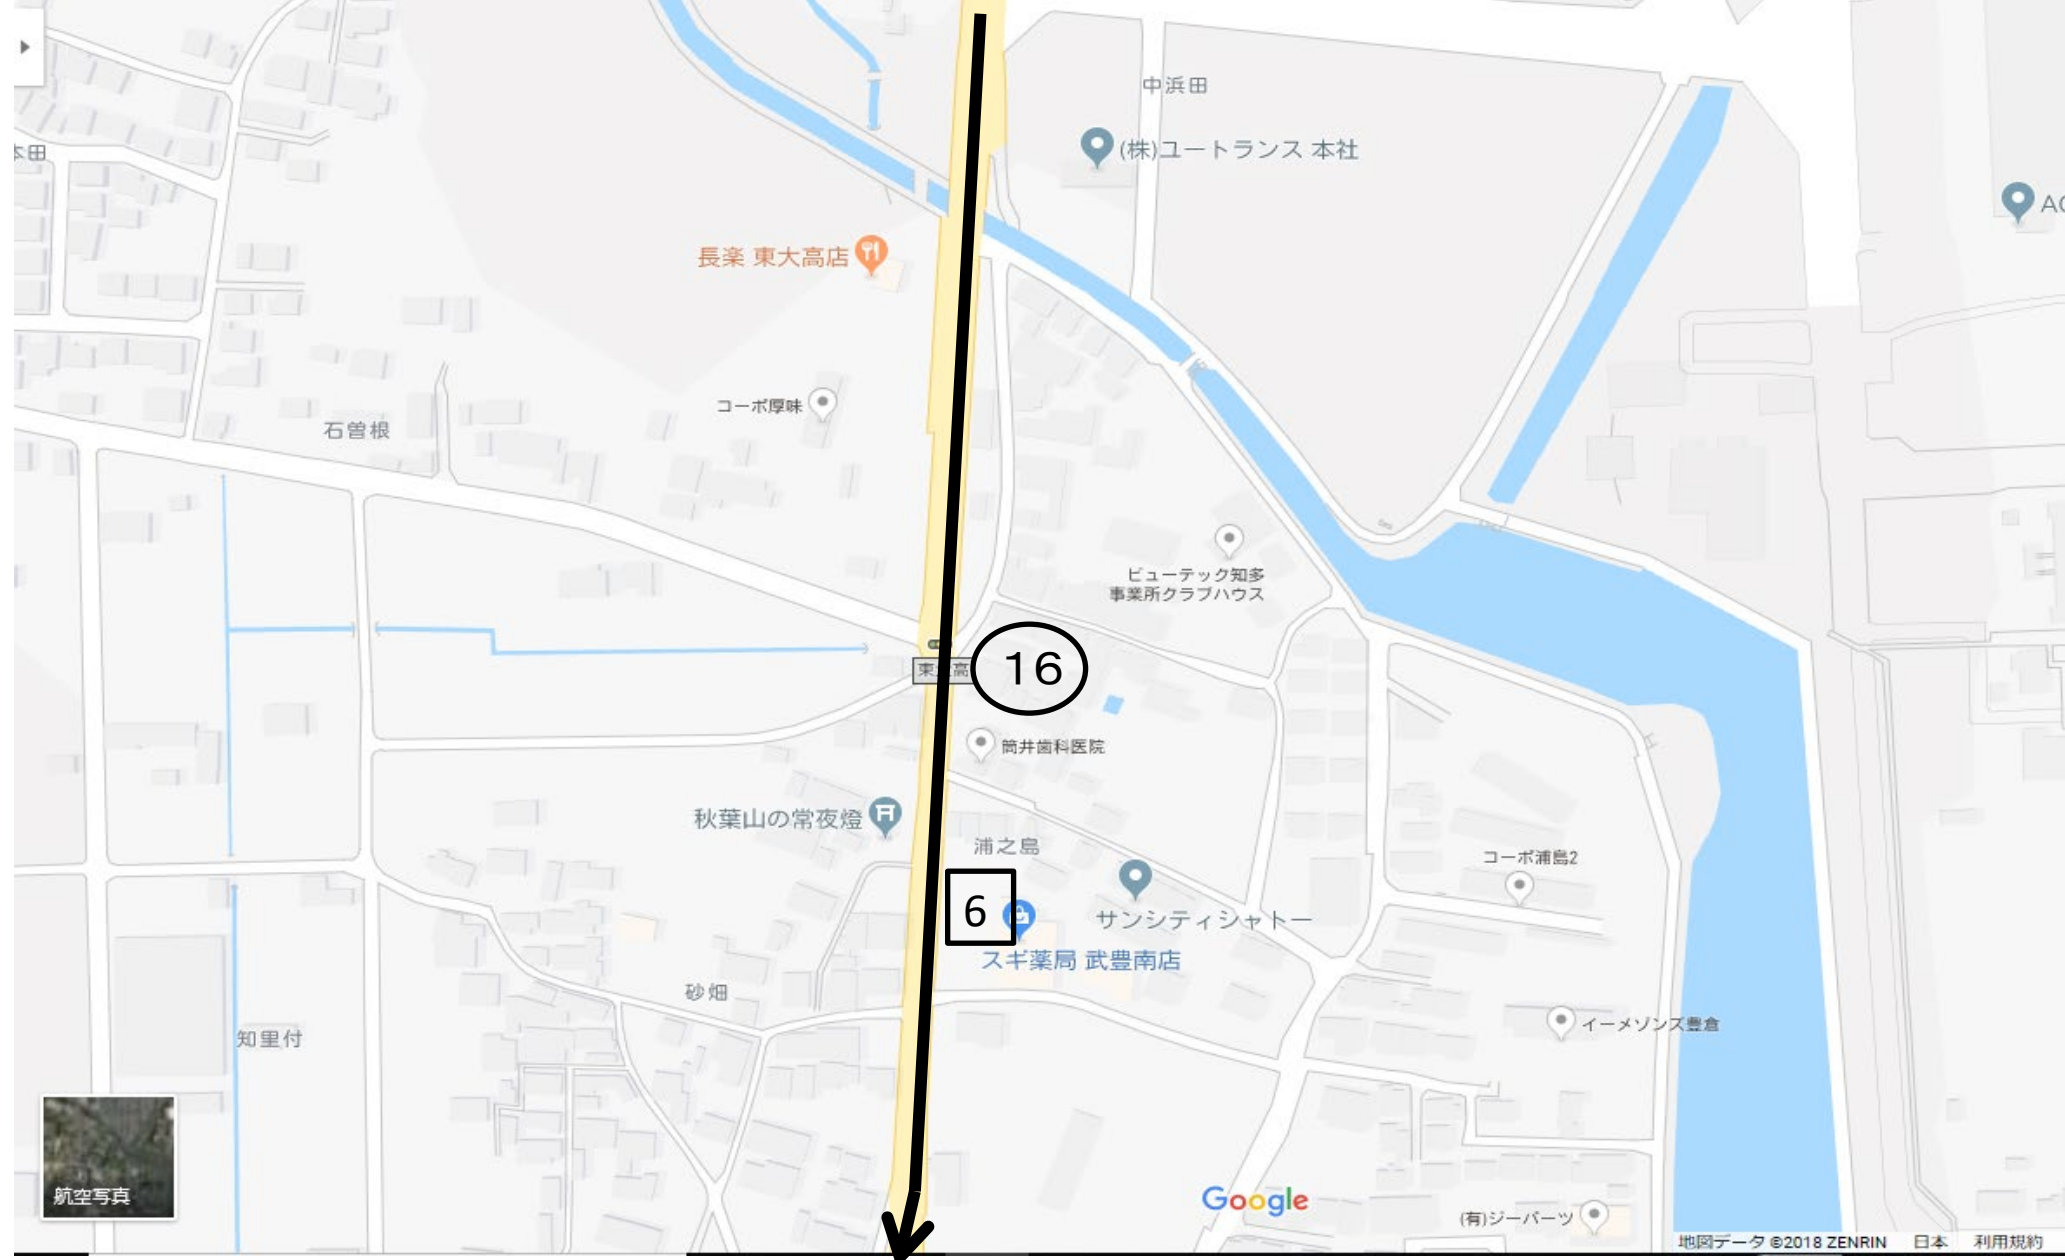 中浜田
(株)ユートランス 本社
本田
長楽 東大高店
コーポ厚味
石曽根
ビューテック知多
事業所クラブハウス
16
筒井歯科医院
秋葉山の常夜燈
浦之島
コーポ浦島2
6
サンシティシャトー
スギ薬局 武豊南店
砂畑
イーメゾンズ豊倉
知里付
航空写真
Google
(有)ジーパーツ
地図データ ©2018 ZENRIN 日本 利用規約